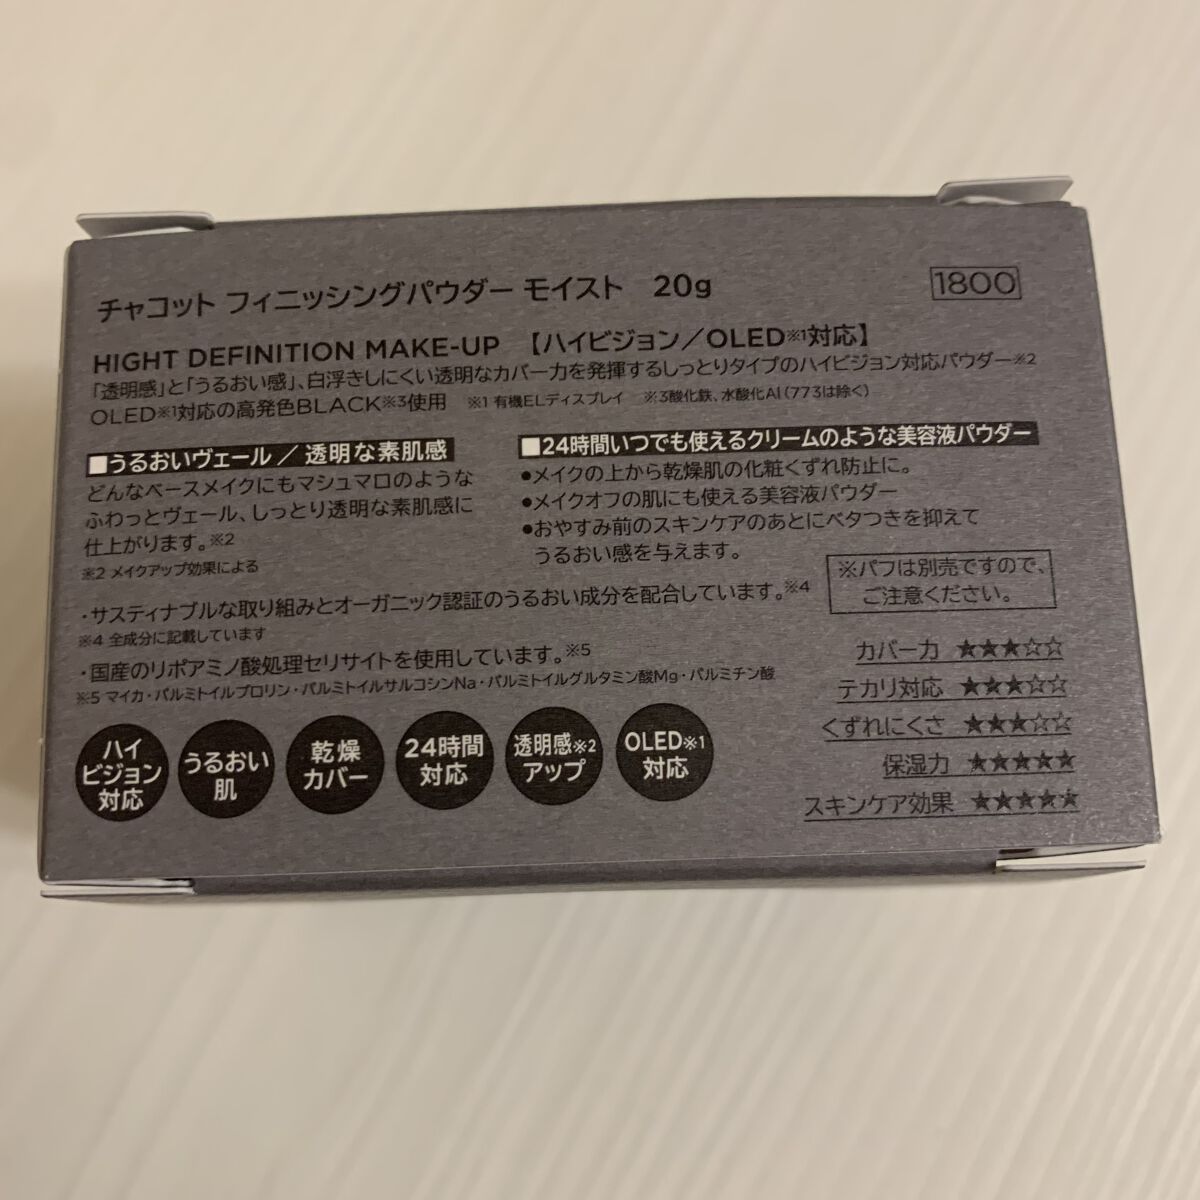 チャコット フィニッシングパウダー モイスト 20g
1800
HIGHT DEFINITION MAKE-UP 【ハイビジョン／OLED※1対応】
「透明感」と「うるおい感」、白浮きしにくい透明なカバー力を発揮するしっとりタイプのハイビジョン対応パウダー※2
OLED※1対応の高発色BLACK※3使用 ※1 有機ELディスプレイ ※3酸化鉄、水酸化Al（773は除く）
■うるおいヴェール／透明な素肌感
どんなベースメイクにもマシュマロのような
ふわっとヴェール、しっとり透明な素肌感に
仕上がります。※2
※2 メイクアップ効果による
■24時間いつでも使えるクリームのような美容液パウダー
●メイクの上から乾燥肌の化粧くずれ防止に。
●メイクオフの肌にも使える美容液パウダー
●おやすみ前のスキンケアのあとにベタつきを抑えて
うるおい感を与えます。
※パフは別売ですので、
ご注意ください。
・サスティナブルな取り組みとオーガニック認証のうるおい成分を配合しています。※4
※4 全成分に記載しています
・国産のリポアミノ酸処理セリサイトを使用しています。※5
※5 マイカ・パルミトイルプロリン・パルミトイルサルコシンNa・パルミトイルグルタミン酸Mg・パルミチン酸
ハイ
ビジョン
対応
うるおい
肌
乾燥
カバー
24時間
対応
透明感※2
アップ
OLED※1
対応
カバー力 ★★★☆☆
テカリ対応 ★★★☆☆
くずれにくさ ★★★☆☆
保湿力 ★★★★★
スキンケア効果 ★★★★★